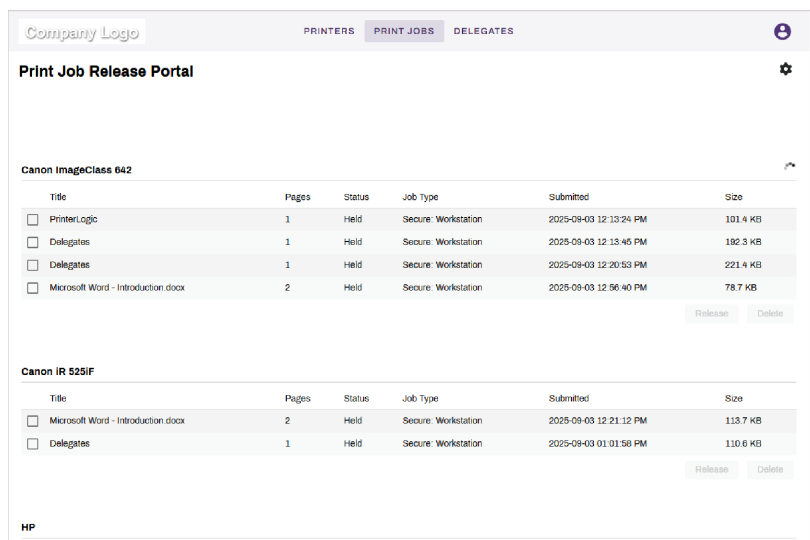 Company Logo PRINTERS PRINT JOBS DELEGATES
Print Job Release Portal
Canon ImageClass 642
Title Pages Status Job Type Submitted Size
PrinterLogic 1 Held Secure: Workstation 2025-09-03 12:13:24 PM 101.4 KB
Delegates 1 Held Secure: Workstation 2025-09-03 12:13:45 PM 192.3 KB
Delegates 1 Held Secure: Workstation 2025-09-03 12:20:53 PM 221.4 KB
Microsoft Word - Introduction.docx 2 Held Secure: Workstation 2025-09-03 12:56:40 PM 78.7 KB
Release Delete
Canon iR 525iF
Title Pages Status Job Type Submitted Size
Microsoft Word - Introduction.docx 2 Held Secure: Workstation 2025-09-03 12:21:12 PM 113.7 KB
Delegates 1 Held Secure: Workstation 2025-09-03 01:01:58 PM 110.6 KB
Release Delete
HP